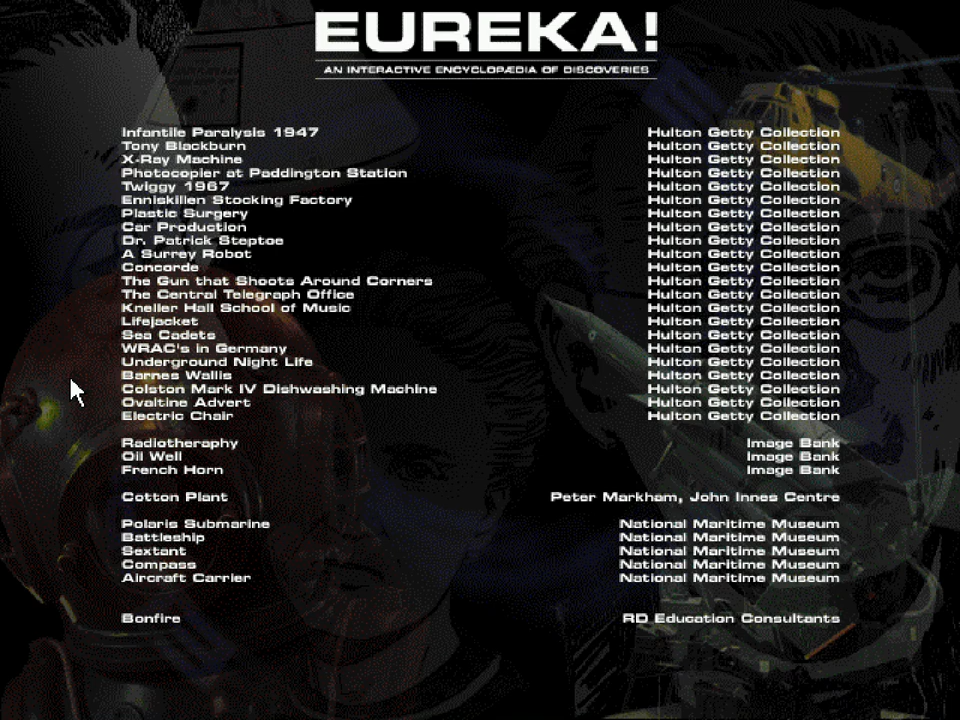 EUREKA!
AN INTERACTIVE ENCYCLOPÆDIA OF DISCOVERIES
Infantile Paralysis 1947 Hulton Getty Collection
Tony Blackburn Hulton Getty Collection
X-Ray Machine Hulton Getty Collection
Photocopier at Paddington Station Hulton Getty Collection
Twiggy 1967 Hulton Getty Collection
Enniskillen Stocking Factory Hulton Getty Collection
Plastic Surgery Hulton Getty Collection
Car Production Hulton Getty Collection
Dr. Patrick Steptoe Hulton Getty Collection
A Surrey Robot Hulton Getty Collection
Concorde Hulton Getty Collection
The Gun that Shoots Around Corners Hulton Getty Collection
The Central Telegraph Office Hulton Getty Collection
Kneller Hall School of Music Hulton Getty Collection
Lifejacket Hulton Getty Collection
Sea Cadets Hulton Getty Collection
WRAC's in Germany Hulton Getty Collection
Underground Night Life Hulton Getty Collection
Barnes Wallis Hulton Getty Collection
Colston Mark IV Dishwashing Machine Hulton Getty Collection
Ovaltine Advert Hulton Getty Collection
Electric Chair Hulton Getty Collection
Radiotheraphy Image Bank
Oil Well Image Bank
French Horn Image Bank
Cotton Plant Peter Markham, John Innes Centre
Polaris Submarine National Maritime Museum
Battleship National Maritime Museum
Sextant National Maritime Museum
Compass National Maritime Museum
Aircraft Carrier National Maritime Museum
Bonfire RD Education Consultants